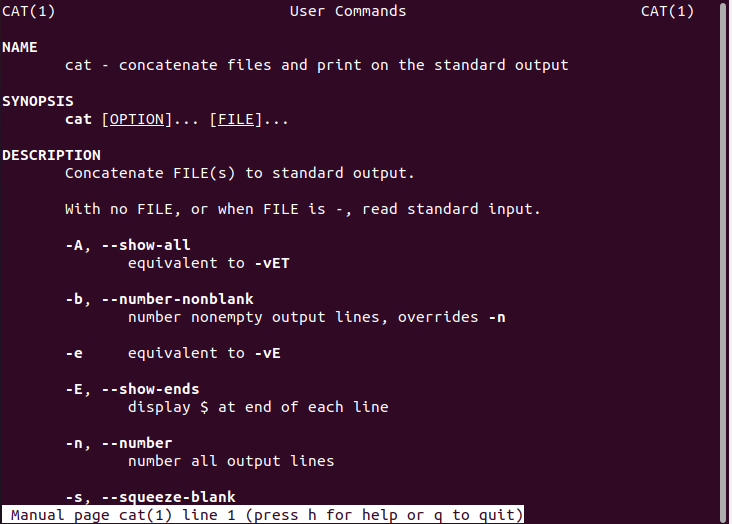 CAT(1) User Commands CAT(1)
NAME
cat - concatenate files and print on the standard output
SYNOPSIS
cat [OPTION]... [FILE]...
DESCRIPTION
Concatenate FILE(s) to standard output.
With no FILE, or when FILE is -, read standard input.
-A, --show-all
equivalent to -vET
-b, --number-nonblank
number nonempty output lines, overrides -n
-e equivalent to -vE
-E, --show-ends
display $ at end of each line
-n, --number
number all output lines
-s, --squeeze-blank
Manual page cat(1) line 1 (press h for help or q to quit)